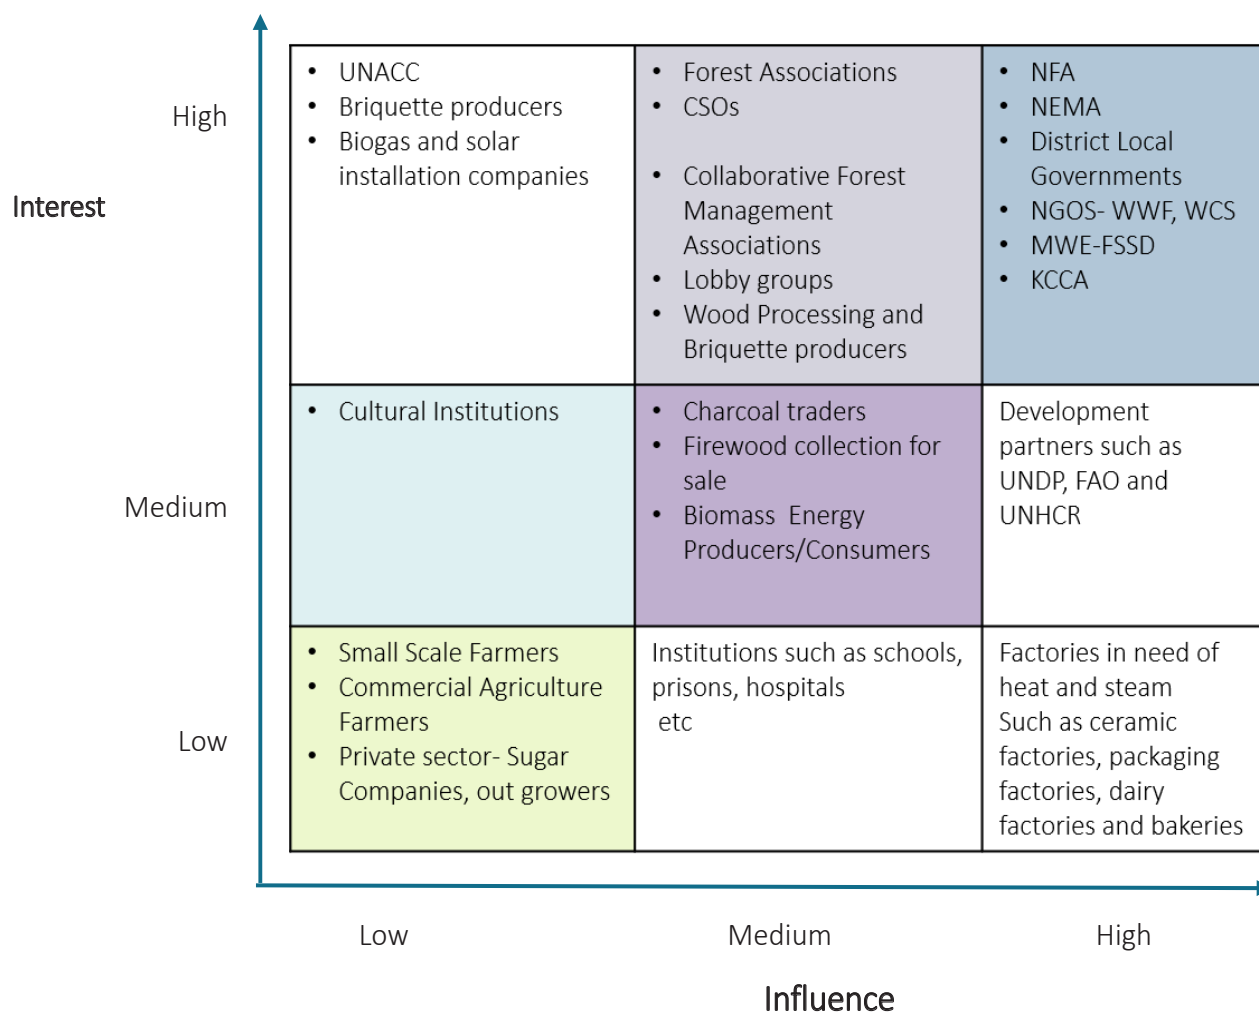 High
Interest
Medium
Low
• UNACC
• Briquette producers
• Biogas and solar
installation companies
• Forest Associations
• CSOs
• Collaborative Forest
Management
Associations
• Lobby groups
• Wood Processing and
Briquette producers
• NFA
• NEMA
• District Local
Governments
• NGOS- WWF, WCS
• MWE-FSSD
• KCCA
• Cultural Institutions
• Charcoal traders
• Firewood collection for
sale
• Biomass  Energy
Producers/Consumers
Development
partners such as
UNDP, FAO and
UNHCR
• Small Scale Farmers
• Commercial Agriculture
Farmers
• Private sector- Sugar
Companies, out growers
Institutions such as schools,
prisons, hospitals
etc
Factories in need of
heat and steam
Such as ceramic
factories, packaging
factories, dairy
factories and bakeries
Low
Medium
High
Influence